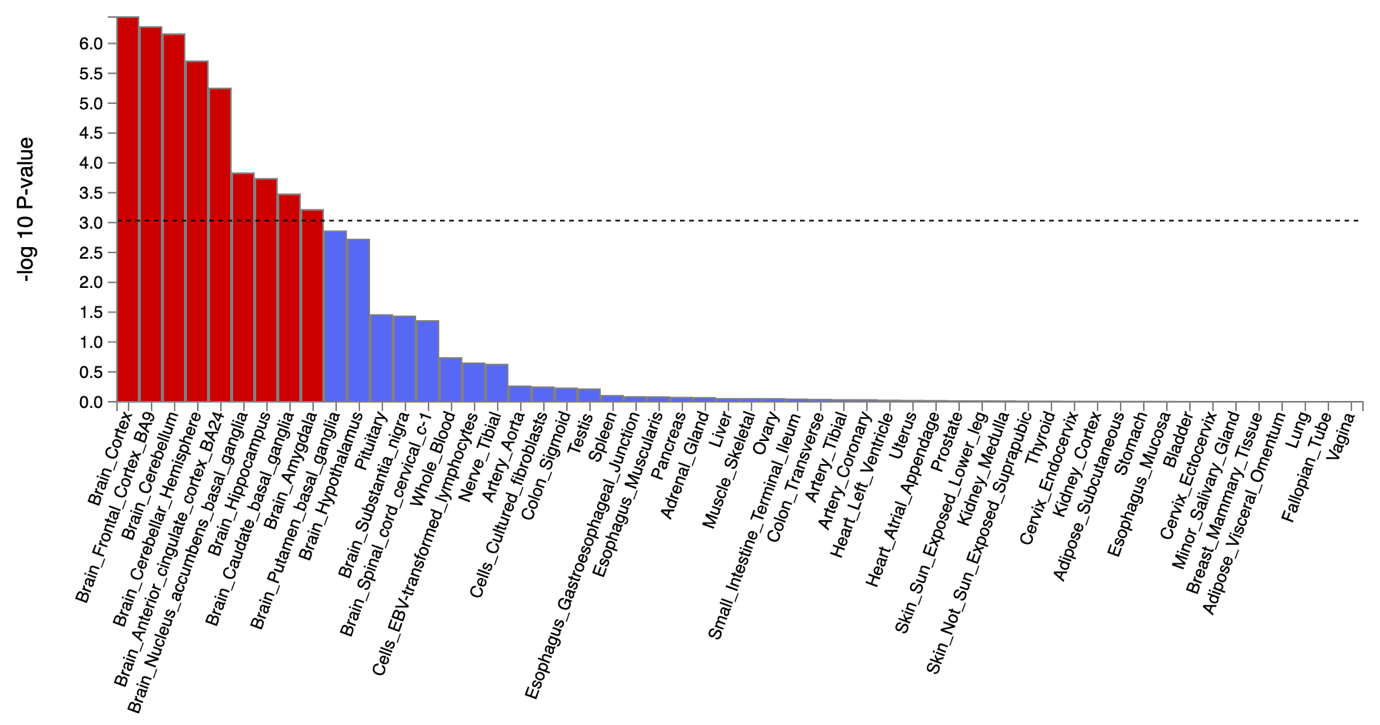 -log 10 P-value
6.0
5.5
5.0
4.5
4.0
3.5
3.0
2.5
2.0
1.5
1.0
0.5
0.0
Brain_Cortex
Brain_Frontal_Cortex_BA9
Brain_Cerebellum
Brain_Cerebellar_Hemisphere
Brain_Anterior_cingulate_cortex_BA24
Brain_Nucleus_accumbens_basal_ganglia
Brain_Hippocampus
Brain_Caudate_basal_ganglia
Brain_Amygdala
Brain_Putamen_basal_ganglia
Brain_Hypothalamus
Pituitary
Brain_Substantia_nigra
Brain_Spinal_cord_cervical_c-1
Whole_Blood
Cells_EBV-transformed_lymphocytes
Nerve_Tibial
Artery_Aorta
Cells_Cultured_fibroblasts
Colon_Sigmoid
Testis
Spleen
Esophagus_Gastroesophageal_Junction
Esophagus_Muscularis
Pancreas
Adrenal_Gland
Liver
Muscle_Skeletal
Ovary
Small_Intestine_Terminal_Ileum
Colon_Transverse
Artery_Tibial
Artery_Coronary
Heart_Left_Ventricle
Uterus
Heart_Atrial_Appendage
Prostate
Skin_Sun_Exposed_Lower_leg
Kidney_Medulla
Skin_Not_Sun_Exposed_Suprapubic
Thyroid
Cervix_Endocervix
Kidney_Cortex
Adipose_Subcutaneous
Stomach
Esophagus_Mucosa
Bladder
Cervix_Ectocervix
Minor_Salivary_Gland
Breast_Mammary_Tissue
Adipose_Visceral_Omentum
Lung
Fallopian_Tube
Vagina